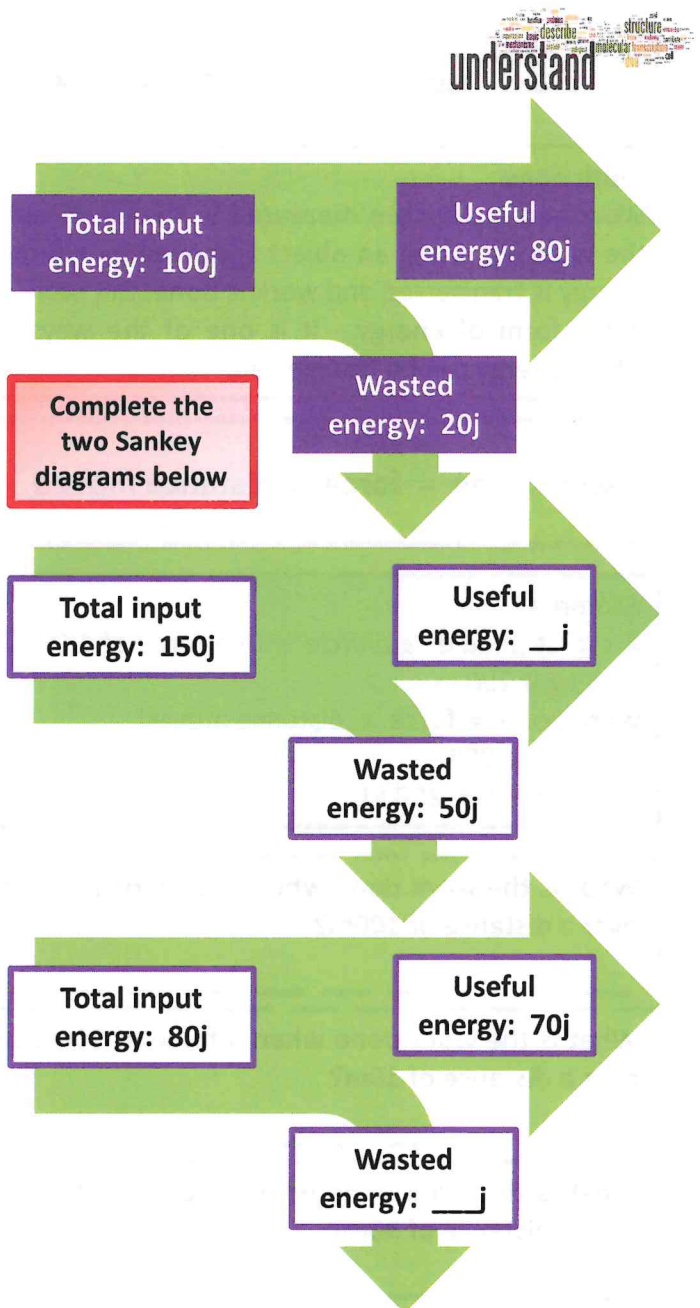 describe
structure
molecular
understand
cell
Total input
energy: 100j
Useful
energy: 80j
Wasted
energy: 20j
Complete the
two Sankey
diagrams below
Total input
energy: 150j
Useful
energy: __j
Wasted
energy: 50j
Total input
energy: 80j
Useful
energy: 70j
Wasted
energy: ___j